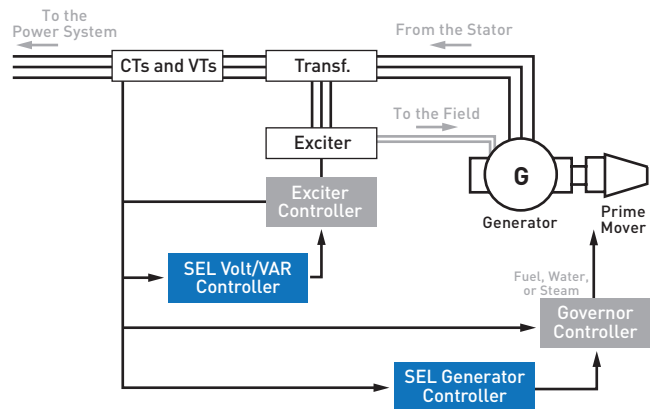 To the
Power System
From the Stator
CTs and VTs
Transf.
To the Field
Exciter
G
Exciter
Controller
Generator
Prime
Mover
SEL Volt/VAR
Controller
Fuel, Water,
or Steam
Governor
Controller
SEL Generator
Controller